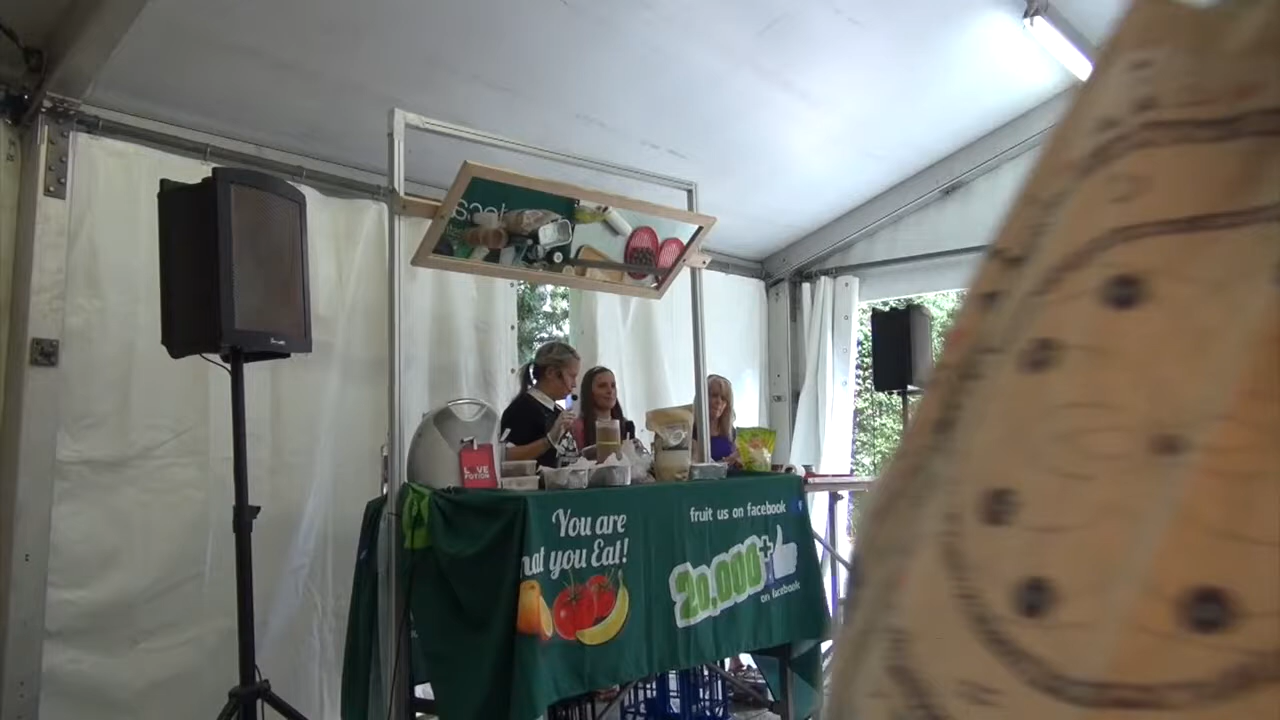 LOVE
POTION
You are
hat you Eat!
fruit us on facebook
20,000+
on facebook